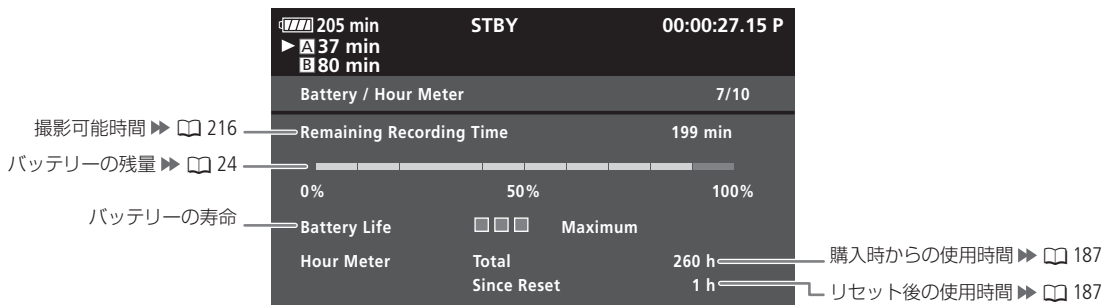 205 min STBY 00:00:27.15 P
A 37 min
B 80 min
Battery / Hour Meter 7/10
撮影可能時間 216 Remaining Recording Time 199 min
バッテリーの残量 24
0% 50% 100%
バッテリーの寿命 Battery Life Maximum
Hour Meter Total 260 h 購入時からの使用時間 187
Since Reset 1 h リセット後の使用時間 187